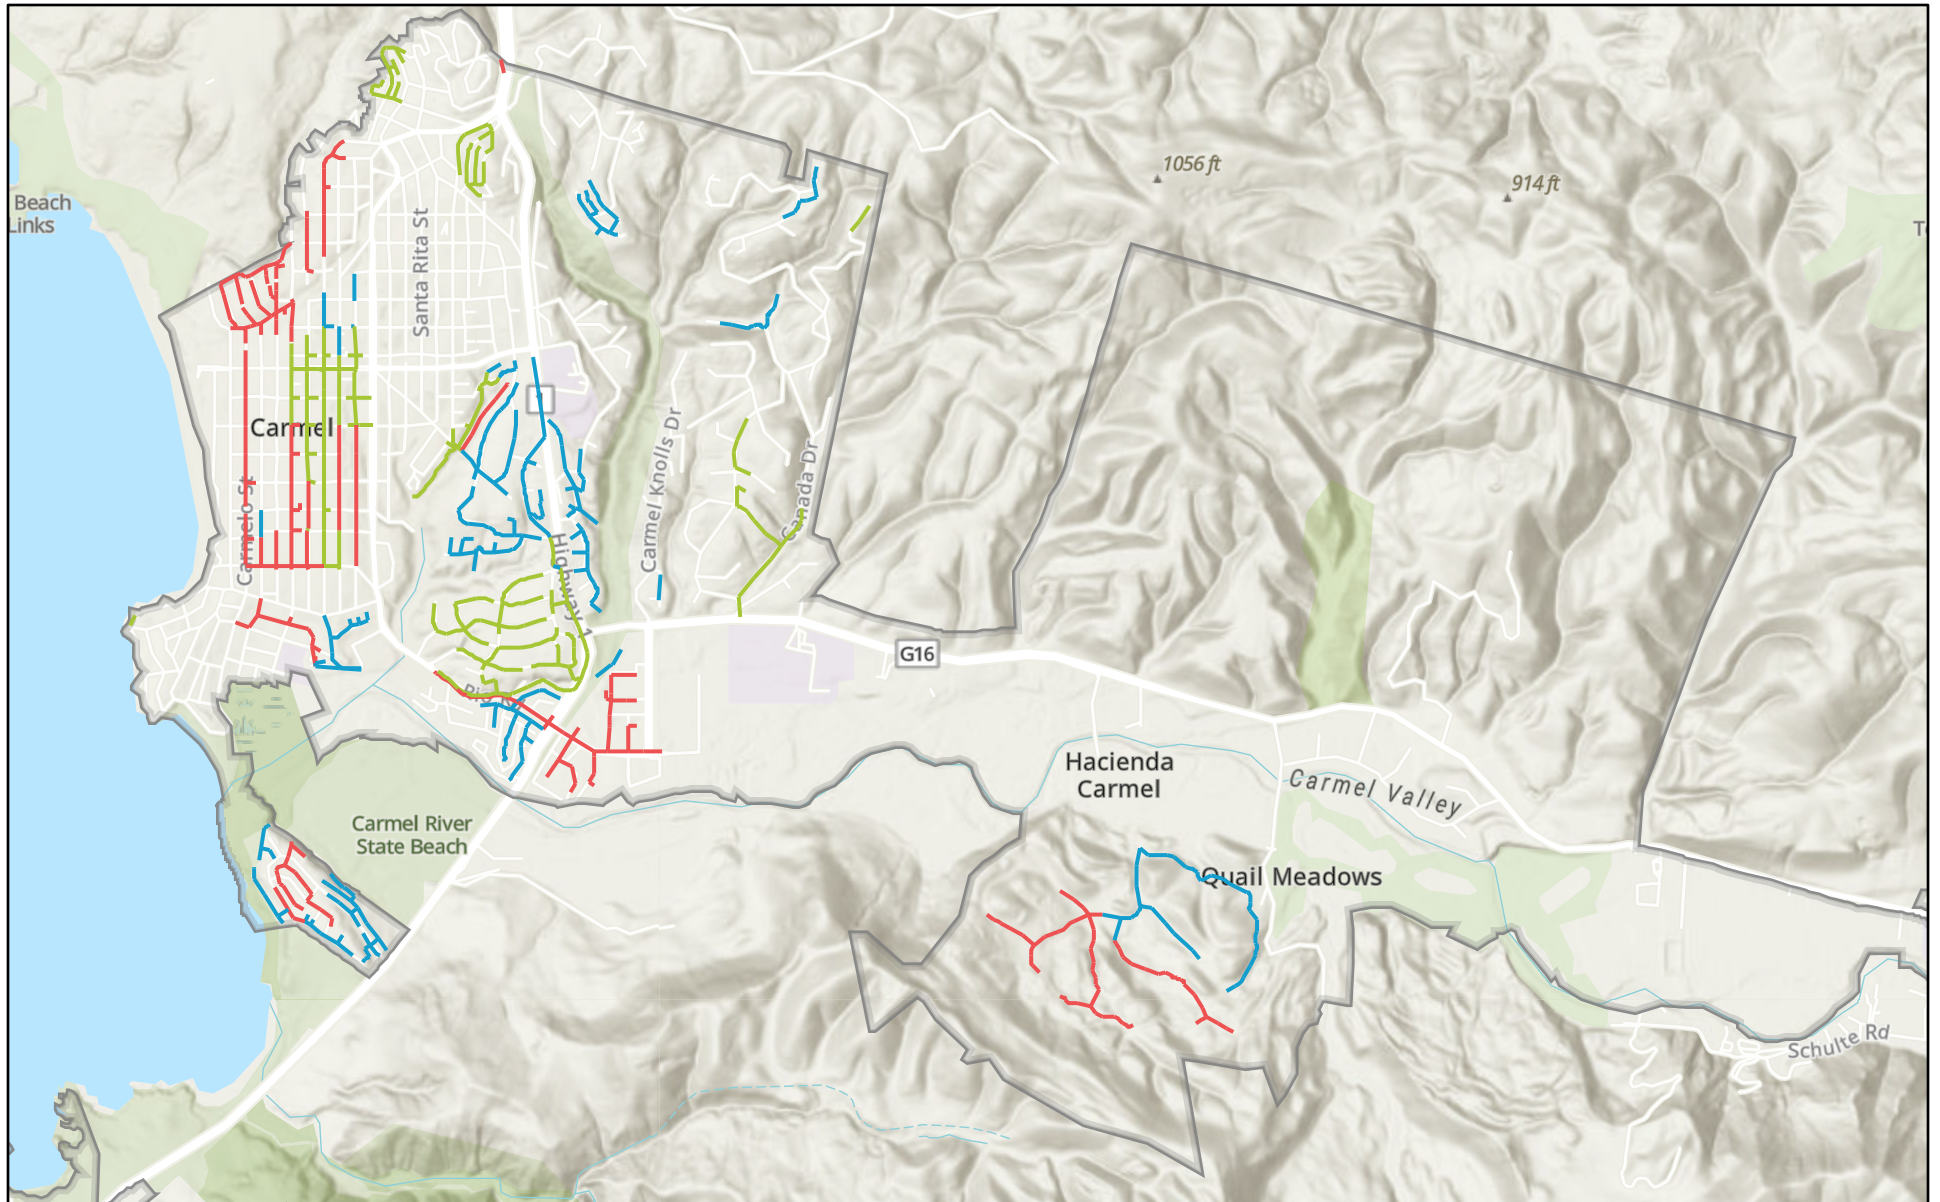 1056 ft
914 ft
Beach
Links
Santa Rita St
Carmel
Carmelo St
Carmel Knolls Dr
Canada Dr
Highway 1
G16
Hacienda
Carmel
Carmel Valley
Carmel River
State Beach
Quail Meadows
Schulte Rd